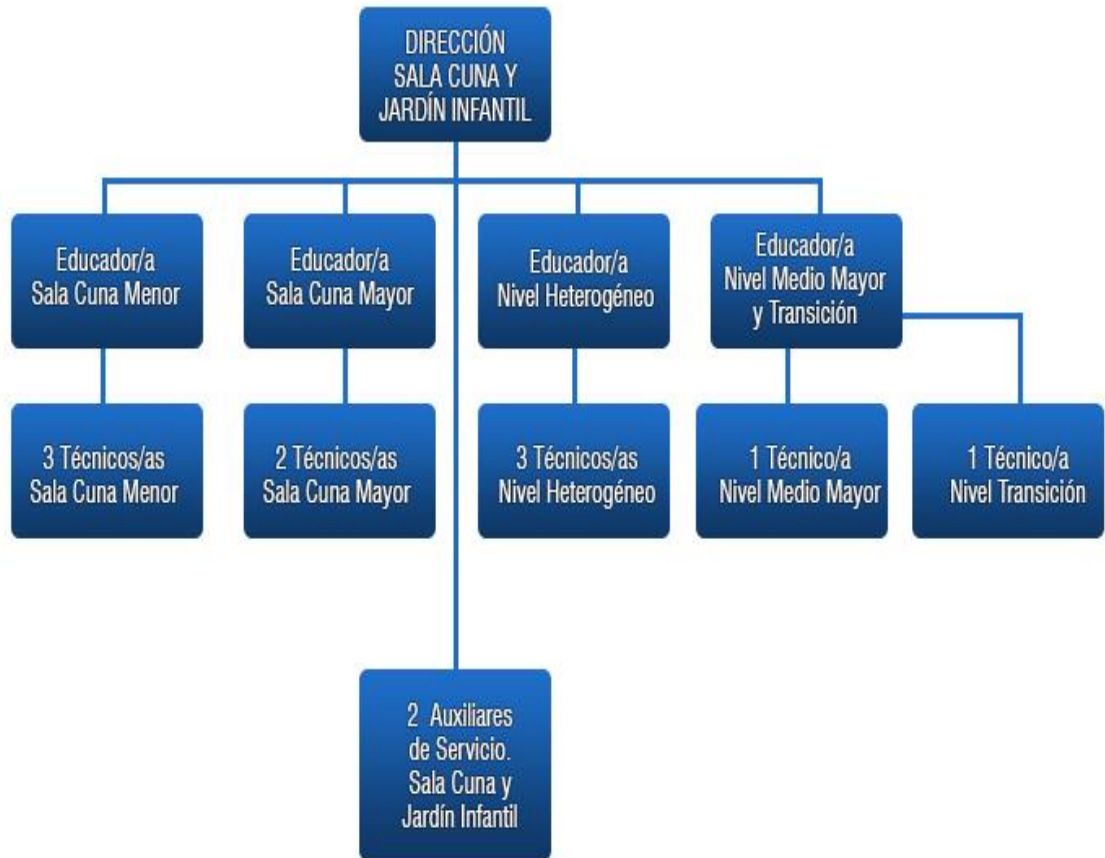 DIRECCIÓN
SALA CUNA Y
JARDÍN INFANTIL
Educador/a
Sala Cuna Menor
Educador/a
Sala Cuna Mayor
Educador/a
Nivel Heterogéneo
Educador/a
Nivel Medio Mayor
y Transición
3 Técnicos/as
Sala Cuna Menor
2 Técnicos/as
Sala Cuna Mayor
3 Técnicos/as
Nivel Heterogéneo
1 Técnico/a
Nivel Medio Mayor
1 Técnico/a
Nivel Transición
2 Auxiliares
de Servicio.
Sala Cuna y
Jardín Infantil